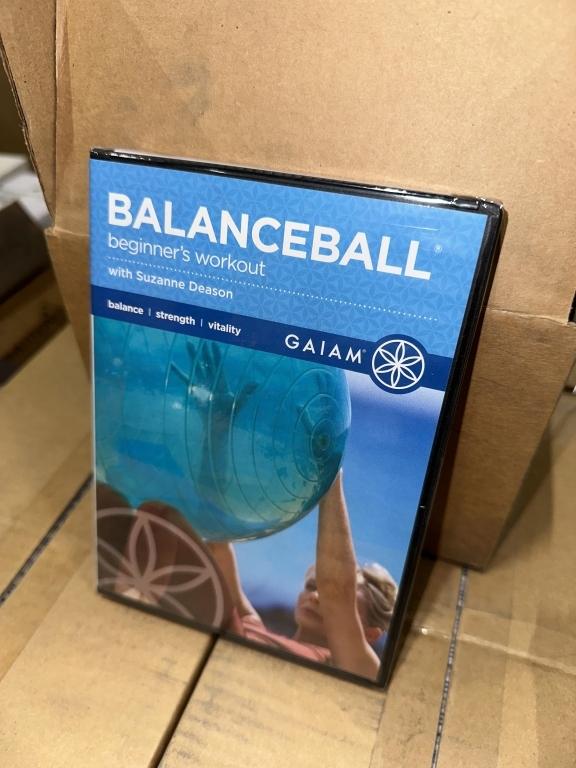 BALANCEBALL®
beginner's workout
with Suzanne Deason
balance | strength | vitality
GAIAM®